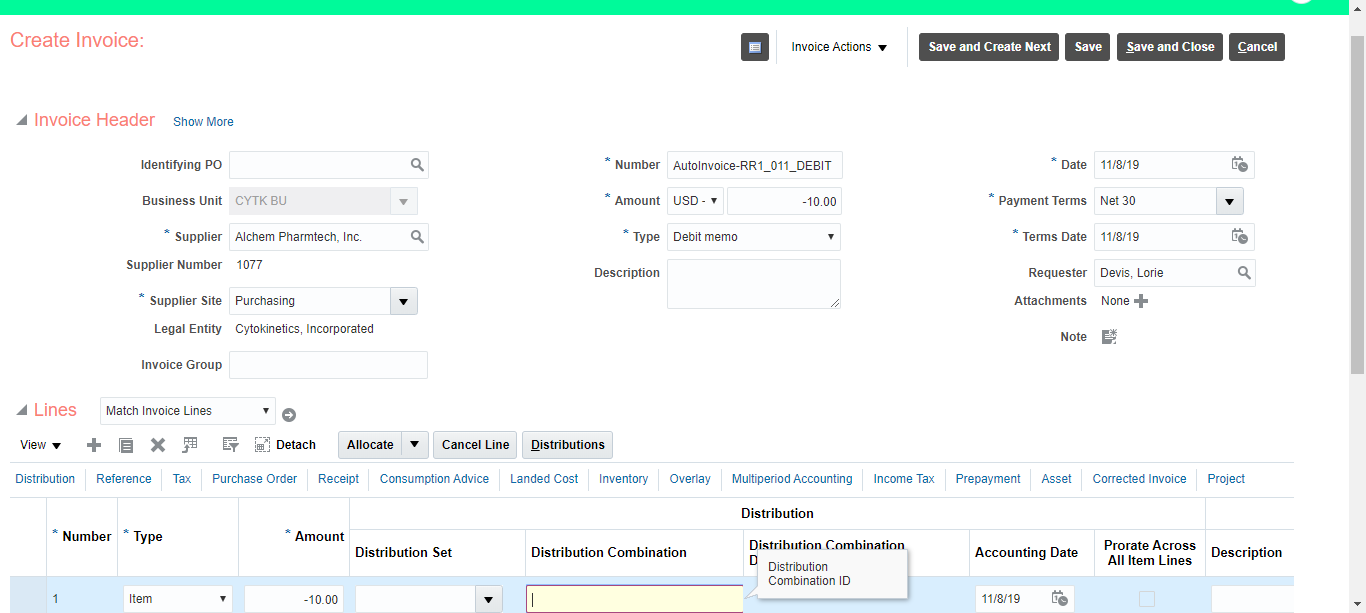 Create Invoice:
Invoice Actions
Save and Create Next
Save
Save and Close
Cancel
Invoice Header
Show More
Identifying PO
Business Unit CYTK BU
* Supplier Alchem Pharmtech, Inc.
Supplier Number 1077
* Supplier Site Purchasing
Legal Entity Cytokinetics, Incorporated
Invoice Group
* Number AutoInvoice-RR1_011_DEBIT
* Amount USD - -10.00
* Type Debit memo
Description
* Date 11/8/19
* Payment Terms Net 30
* Terms Date 11/8/19
Requester Devis, Lorie
Attachments None
Note
Lines Match Invoice Lines
View Detach Allocate Cancel Line Distributions
Distribution Reference Tax Purchase Order Receipt Consumption Advice Landed Cost Inventory Overlay Multiperiod Accounting Income Tax Prepayment Asset Corrected Invoice Project
Distribution
* Number * Type * Amount
Distribution Set Distribution Combination
Distribution Combination
Accounting Date
Prorate Across
All Item Lines
Description
Distribution
Combination ID
1 Item -10.00 11/8/19